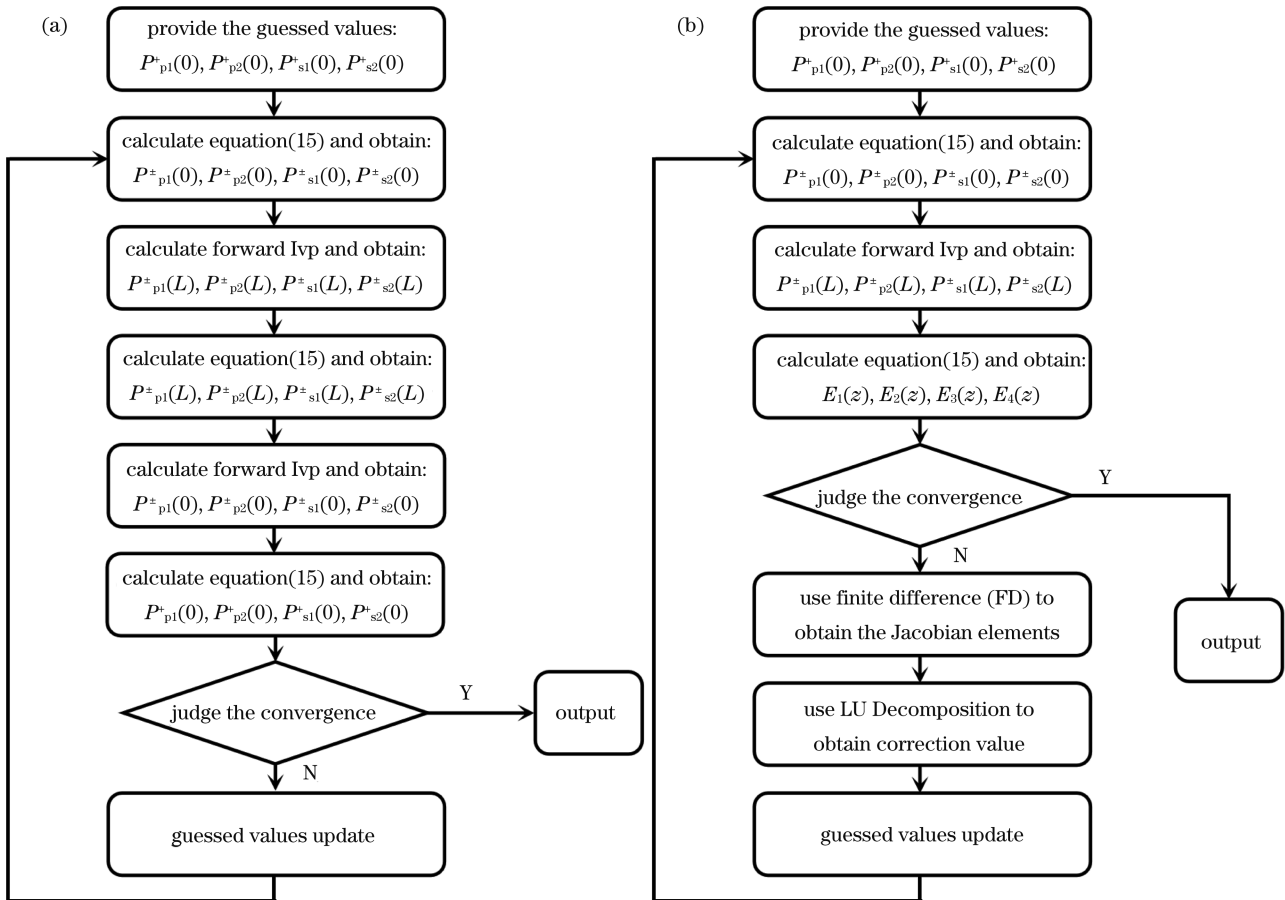 (a)
provide the guessed values:
P⁺p1(0), P⁺p2(0), P⁺s1(0), P⁺s2(0)
calculate equation(15) and obtain:
P±p1(0), P±p2(0), P±s1(0), P±s2(0)
calculate forward Ivp and obtain:
P±p1(L), P±p2(L), P±s1(L), P±s2(L)
calculate equation(15) and obtain:
P±p1(L), P±p2(L), P±s1(L), P±s2(L)
calculate forward Ivp and obtain:
P±p1(0), P±p2(0), P±s1(0), P±s2(0)
calculate equation(15) and obtain:
P⁺p1(0), P⁺p2(0), P⁺s1(0), P⁺s2(0)
judge the convergence
Y
output
N
guessed values update
(b)
provide the guessed values:
P⁺p1(0), P⁺p2(0), P⁺s1(0), P⁺s2(0)
calculate equation(15) and obtain:
P±p1(0), P±p2(0), P±s1(0), P±s2(0)
calculate forward Ivp and obtain:
P±p1(L), P±p2(L), P±s1(L), P±s2(L)
calculate equation(15) and obtain:
E₁(z), E₂(z), E₃(z), E₄(z)
judge the convergence
Y
output
N
use finite difference (FD) to
obtain the Jacobian elements
use LU Decomposition to
obtain correction value
guessed values update